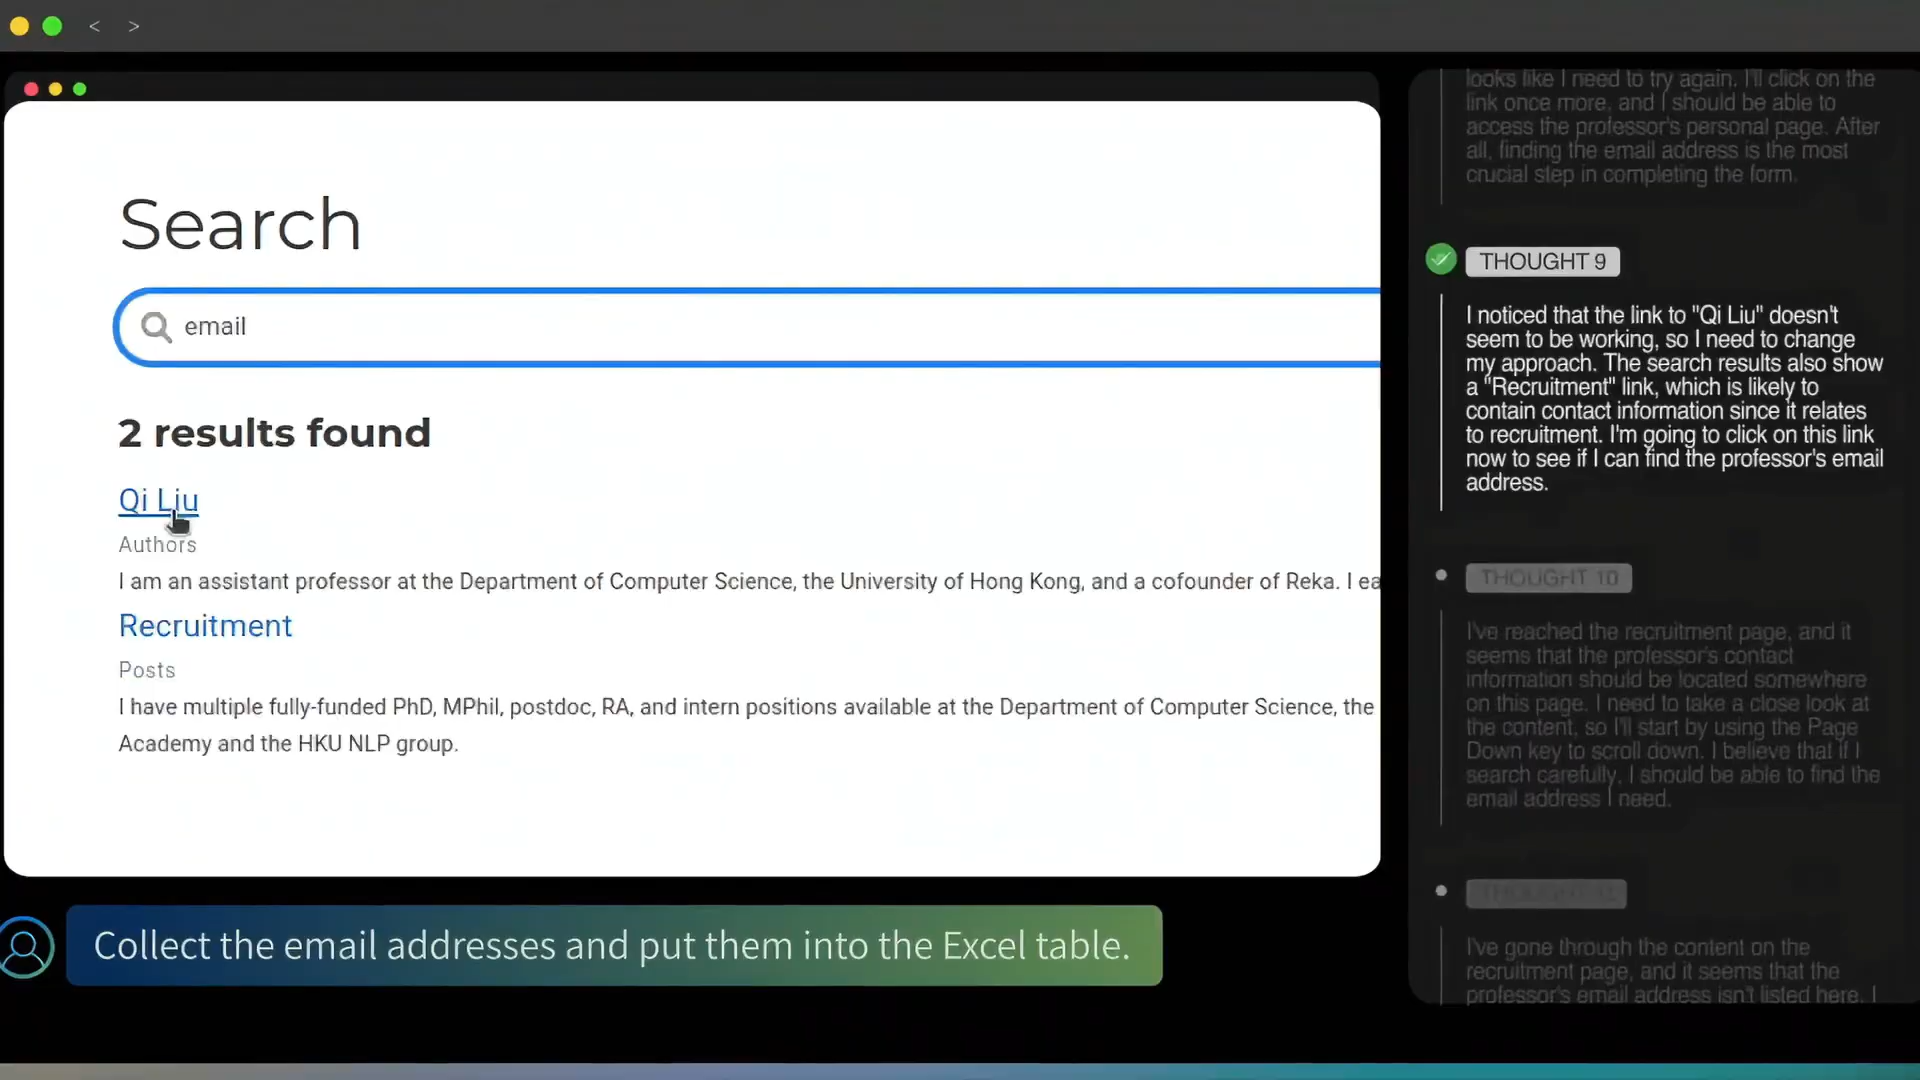 < >
Search
email
2 results found
Qi Liu
Authors
I am an assistant professor at the Department of Computer Science, the University of Hong Kong, and a cofounder of Reka. I ea
Recruitment
Posts
I have multiple fully-funded PhD, MPhil, postdoc, RA, and intern positions available at the Department of Computer Science, the
Academy and the HKU NLP group.
Collect the email addresses and put them into the Excel table.
looks like I need to try again. I'll click on the
link once more, and I should be able to
access the professor's personal page. After
all, finding the email address is the most
crucial step in completing the form.
THOUGHT 9
I noticed that the link to "Qi Liu" doesn't
seem to be working, so I need to change
my approach. The search results also show
a "Recruitment" link, which is likely to
contain contact information since it relates
to recruitment. I'm going to click on this link
now to see if I can find the professor's email
address.
THOUGHT 10
I've reached the recruitment page, and it
seems that the professor's contact
information should be located somewhere
on this page. I need to take a close look at
the content, so I'll start by using the Page
Down key to scroll down. I believe that if I
search carefully, I should be able to find the
email address I need.
THOUGHT
I've gone through the content on the
recruitment page, and it seems that the
professor's email address isn't listed here. I